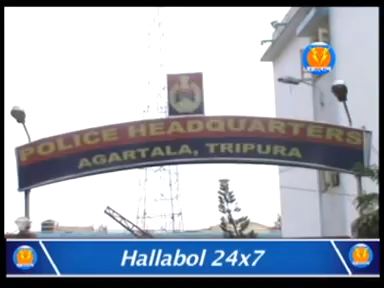 POLICE HEADQUARTERS
AGARTALA, TRIPURA
Hallabol 24x7